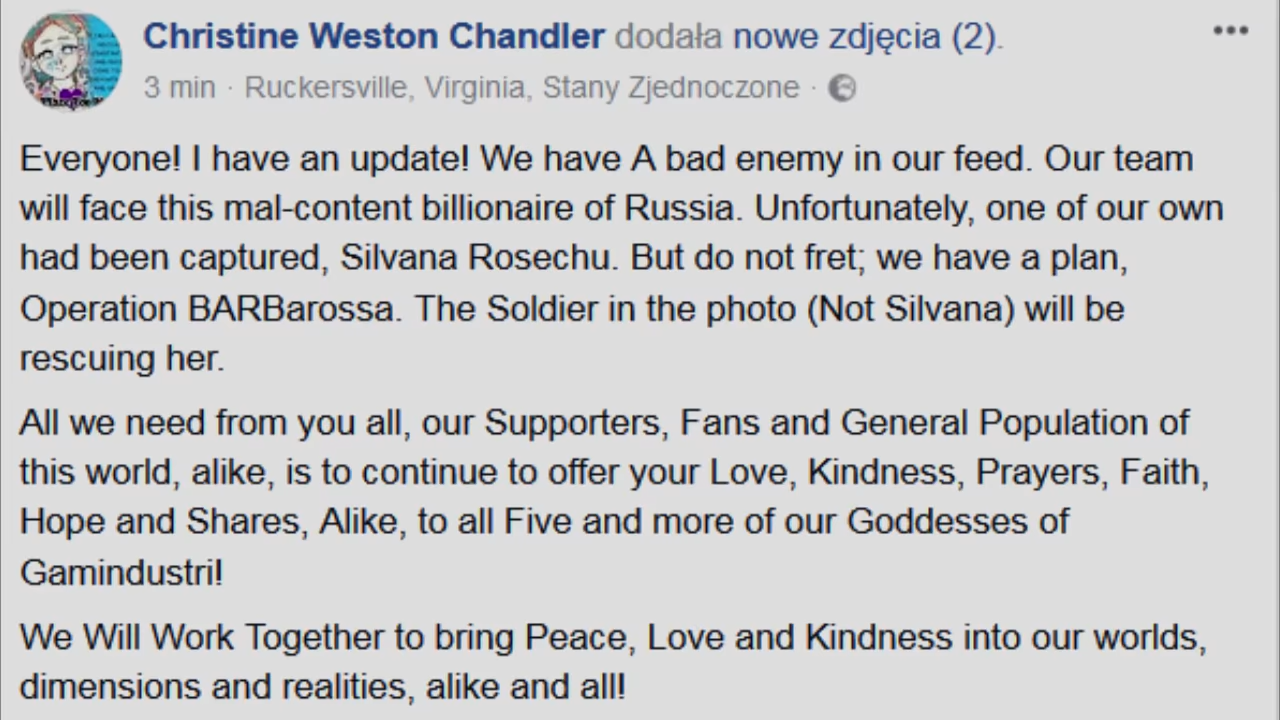 Christine Weston Chandler dodała nowe zdjęcia (2).
3 min · Ruckersville, Virginia, Stany Zjednoczone ·
Everyone! I have an update! We have A bad enemy in our feed. Our team
will face this mal-content billionaire of Russia. Unfortunately, one of our own
had been captured, Silvana Rosechu. But do not fret; we have a plan,
Operation BARBarossa. The Soldier in the photo (Not Silvana) will be
rescuing her.
All we need from you all, our Supporters, Fans and General Population of
this world, alike, is to continue to offer your Love, Kindness, Prayers, Faith,
Hope and Shares, Alike, to all Five and more of our Goddesses of
Gamindustri!
We Will Work Together to bring Peace, Love and Kindness into our worlds,
dimensions and realities, alike and all!